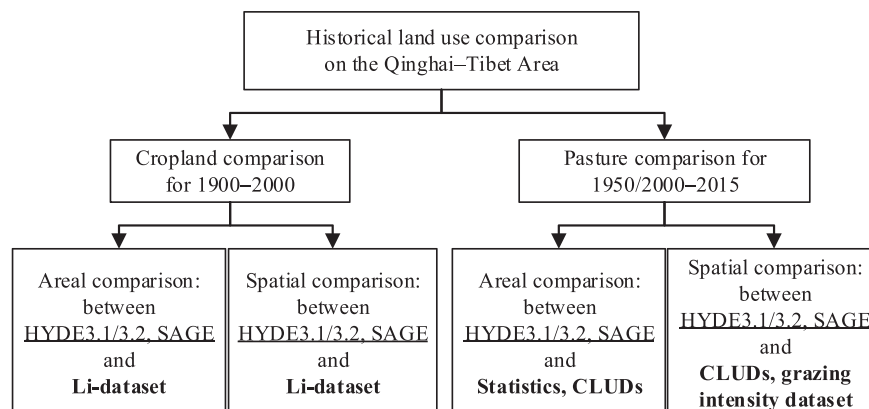 Historical land use comparison
on the Qinghai–Tibet Area
Cropland comparison
for 1900–2000
Pasture comparison for
1950/2000–2015
Areal comparison:
between
HYDE3.1/3.2, SAGE
and
Li-dataset
Spatial comparison:
between
HYDE3.1/3.2, SAGE
and
Li-dataset
Areal comparison:
between
HYDE3.1/3.2, SAGE
and
Statistics, CLUDs
Spatial comparison:
between
HYDE3.1/3.2, SAGE
and
CLUDs, grazing
intensity dataset